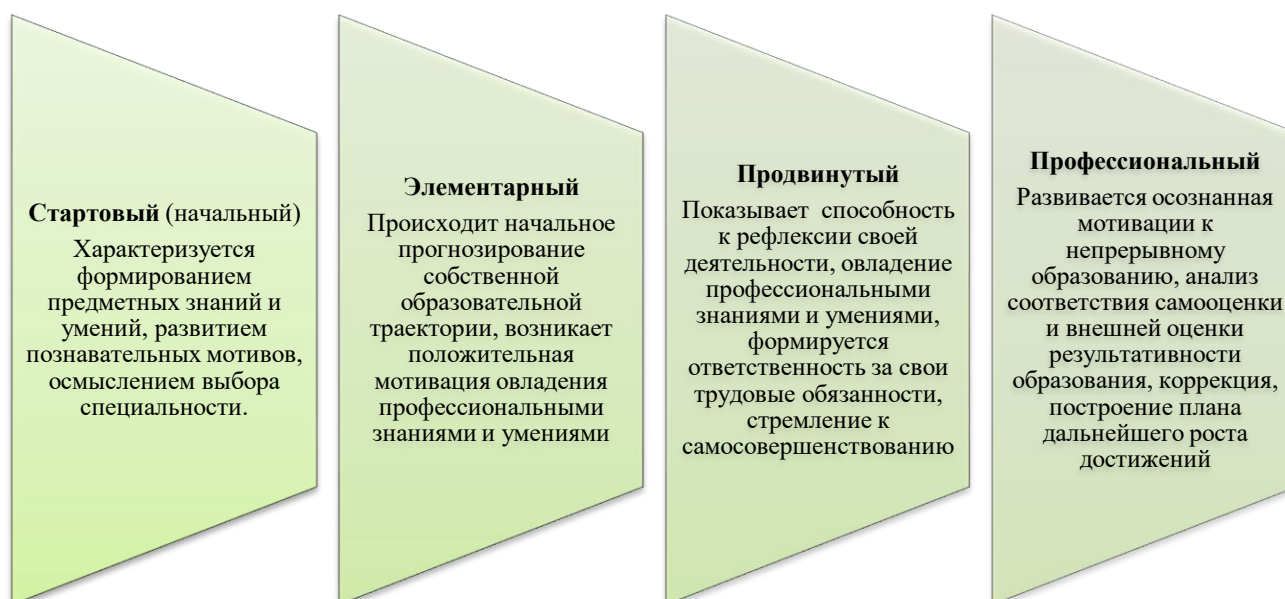 Стартовый (начальный)
Характеризуется
формированием
предметных знаний и
умений, развитием
познавательных мотивов,
осмыслением выбора
специальности.
Элементарный
Происходит начальное
прогнозирование
собственной
образовательной
траектории, возникает
положительная
мотивация овладения
профессиональными
знаниями и умениями
Продвинутый
Показывает способность
к рефлексии своей
деятельности, овладение
профессиональными
знаниями и умениями,
формируется
ответственность за свои
трудовые обязанности,
стремление к
самосовершенствованию
Профессиональный
Развивается осознанная
мотивации к
непрерывному
образованию, анализ
соответствия самооценки
и внешней оценки
результативности
образования, коррекция,
построение плана
дальнейшего роста
достижений